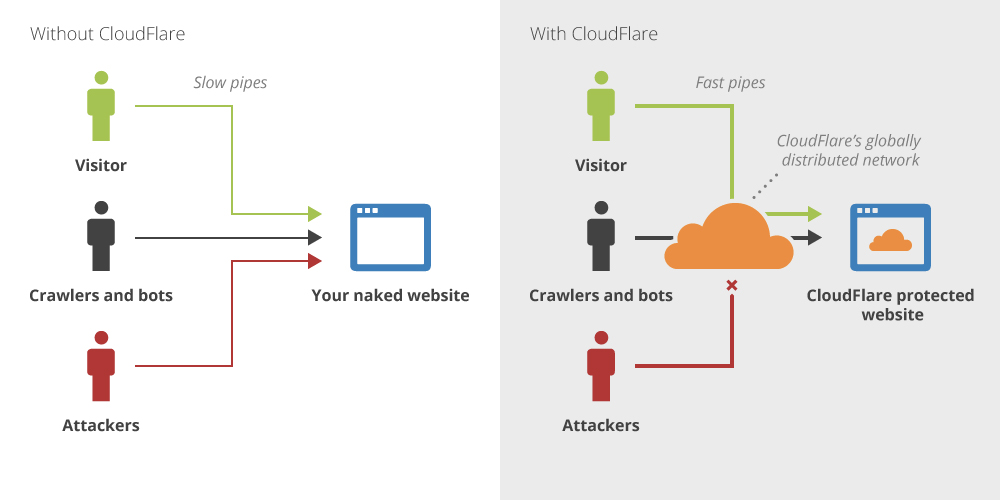 Without CloudFlare
Slow pipes
Visitor
Crawlers and bots
Your naked website
Attackers
With CloudFlare
Fast pipes
CloudFlare's globally
distributed network
Visitor
Crawlers and bots
CloudFlare protected
website
Attackers